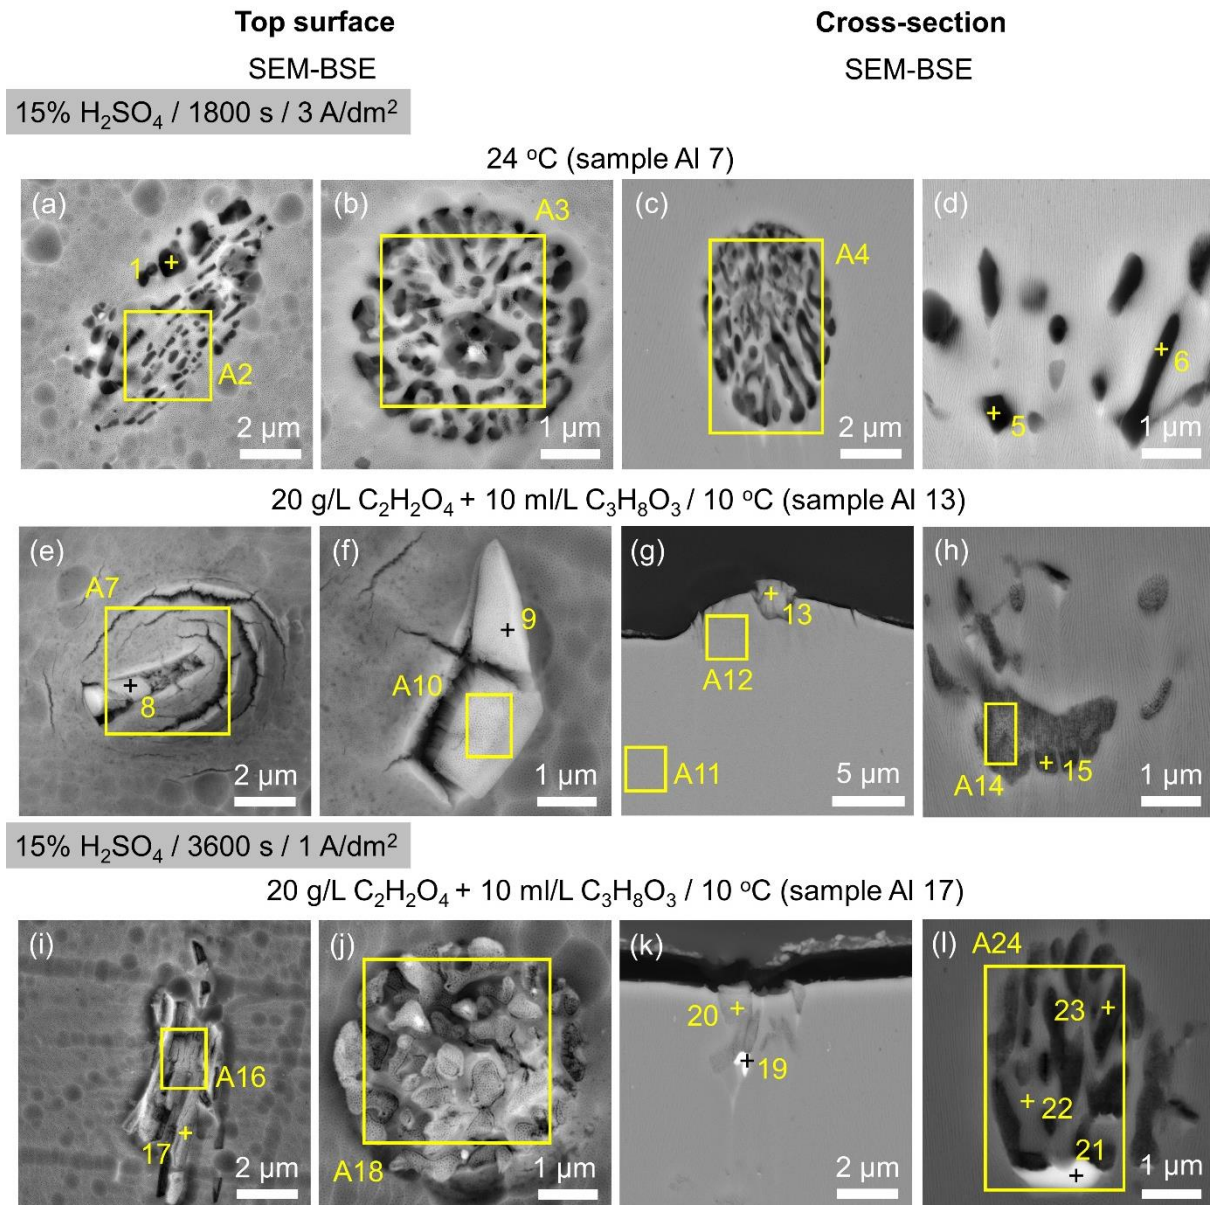 Top surface
Cross-section
SEM-BSE
SEM-BSE
15% H₂SO₄ / 1800 s / 3 A/dm²
24 °C (sample Al 7)
(a)
1
A2
2 µm
(b)
A3
1 µm
(c)
A4
2 µm
(d)
5
6
1 µm
20 g/L C₂H₂O₄ + 10 ml/L C₃H₈O₃ / 10 °C (sample Al 13)
(e)
A7
8
2 µm
(f)
9
A10
1 µm
(g)
13
A12
A11
5 µm
(h)
A14
15
1 µm
15% H₂SO₄ / 3600 s / 1 A/dm²
20 g/L C₂H₂O₄ + 10 ml/L C₃H₈O₃ / 10 °C (sample Al 17)
(i)
A16
17
2 µm
(j)
A18
1 µm
(k)
20
19
2 µm
(l)
A24
23
22
21
1 µm